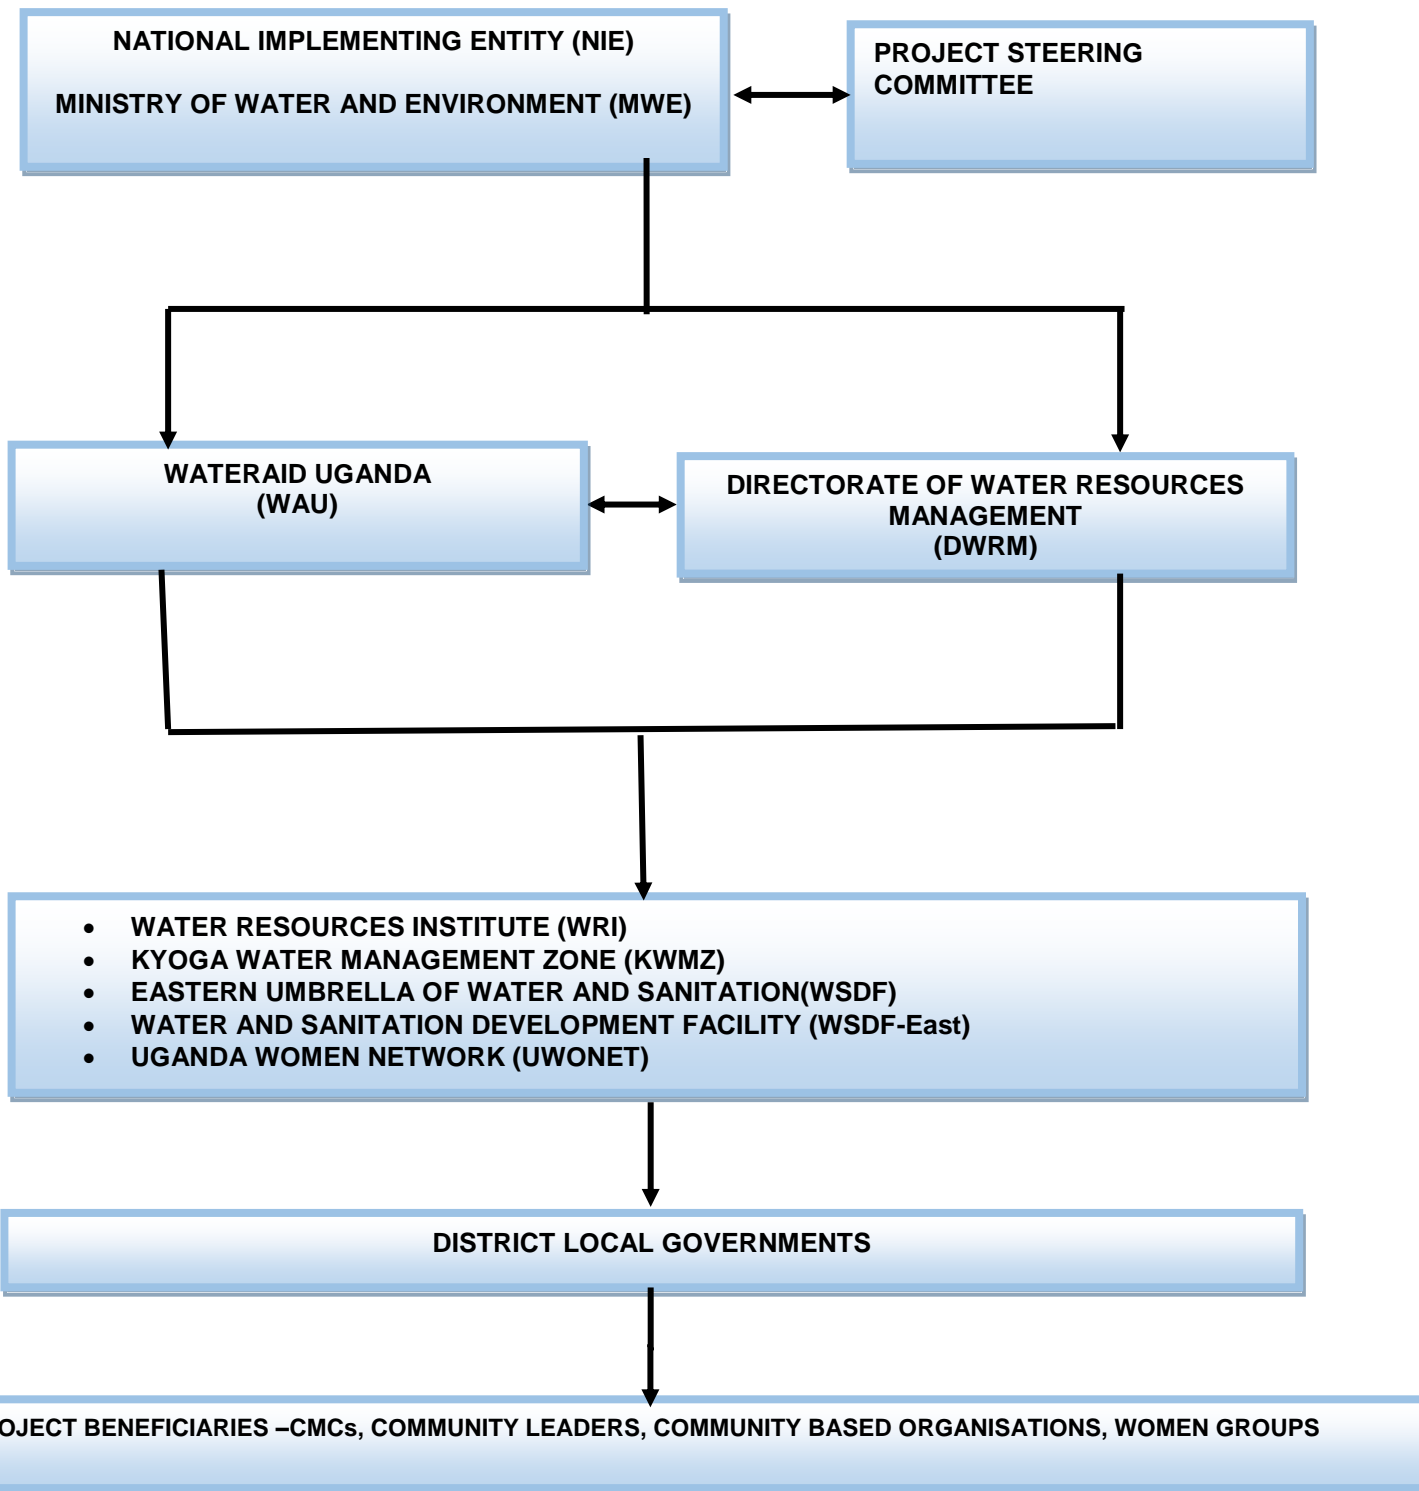 NATIONAL IMPLEMENTING ENTITY (NIE)
MINISTRY OF WATER AND ENVIRONMENT (MWE)
PROJECT STEERING
COMMITTEE
WATERAID UGANDA
(WAU)
DIRECTORATE OF WATER RESOURCES
MANAGEMENT
(DWRM)
• WATER RESOURCES INSTITUTE (WRI)
• KYOGA WATER MANAGEMENT ZONE (KWMZ)
• EASTERN UMBRELLA OF WATER AND SANITATION(WSDF)
• WATER AND SANITATION DEVELOPMENT FACILITY (WSDF-East)
• UGANDA WOMEN NETWORK (UWONET)
DISTRICT LOCAL GOVERNMENTS
OJECT BENEFICIARIES –CMCs, COMMUNITY LEADERS, COMMUNITY BASED ORGANISATIONS, WOMEN GROUPS